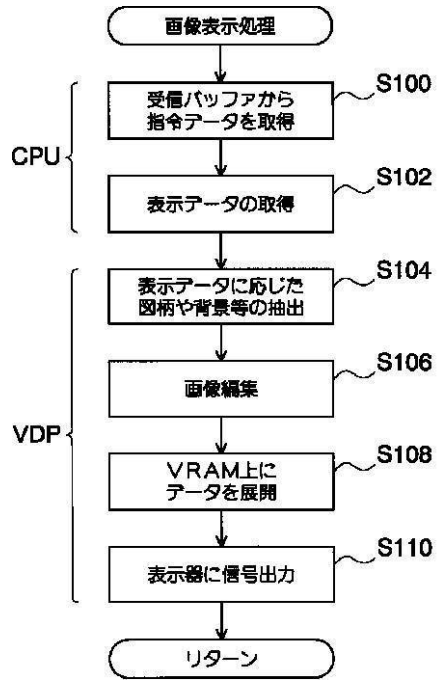 画像表示処理
受信バッファから
指令データを取得
S100
CPU
表示データの取得
S102
表示データに応じた
図柄や背景等の抽出
S104
画像編集
S106
VDP
VRAM上に
データを展開
S108
表示器に信号出力
S110
リターン